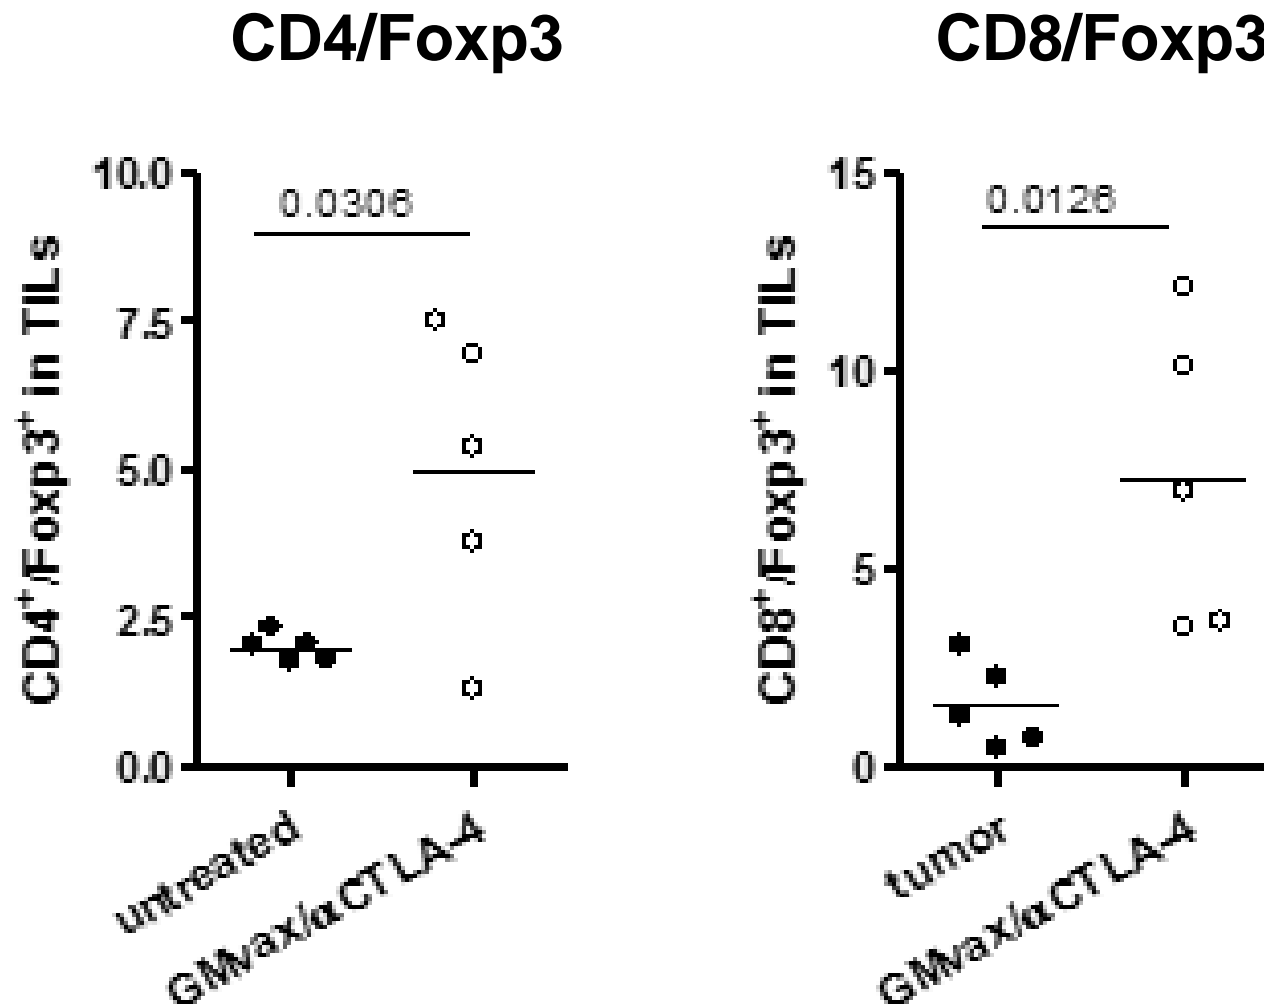 CD4/Foxp3
10.0
7.5
5.0
2.5
0.0
0.0306
CD4⁺/Foxp3⁺ in TILs
untreated
GMvax/αCTLA-4
CD8/Foxp3
15
10
5
0
0.0126
CD8⁺/Foxp3⁺ in TILs
tumor
GMvax/αCTLA-4